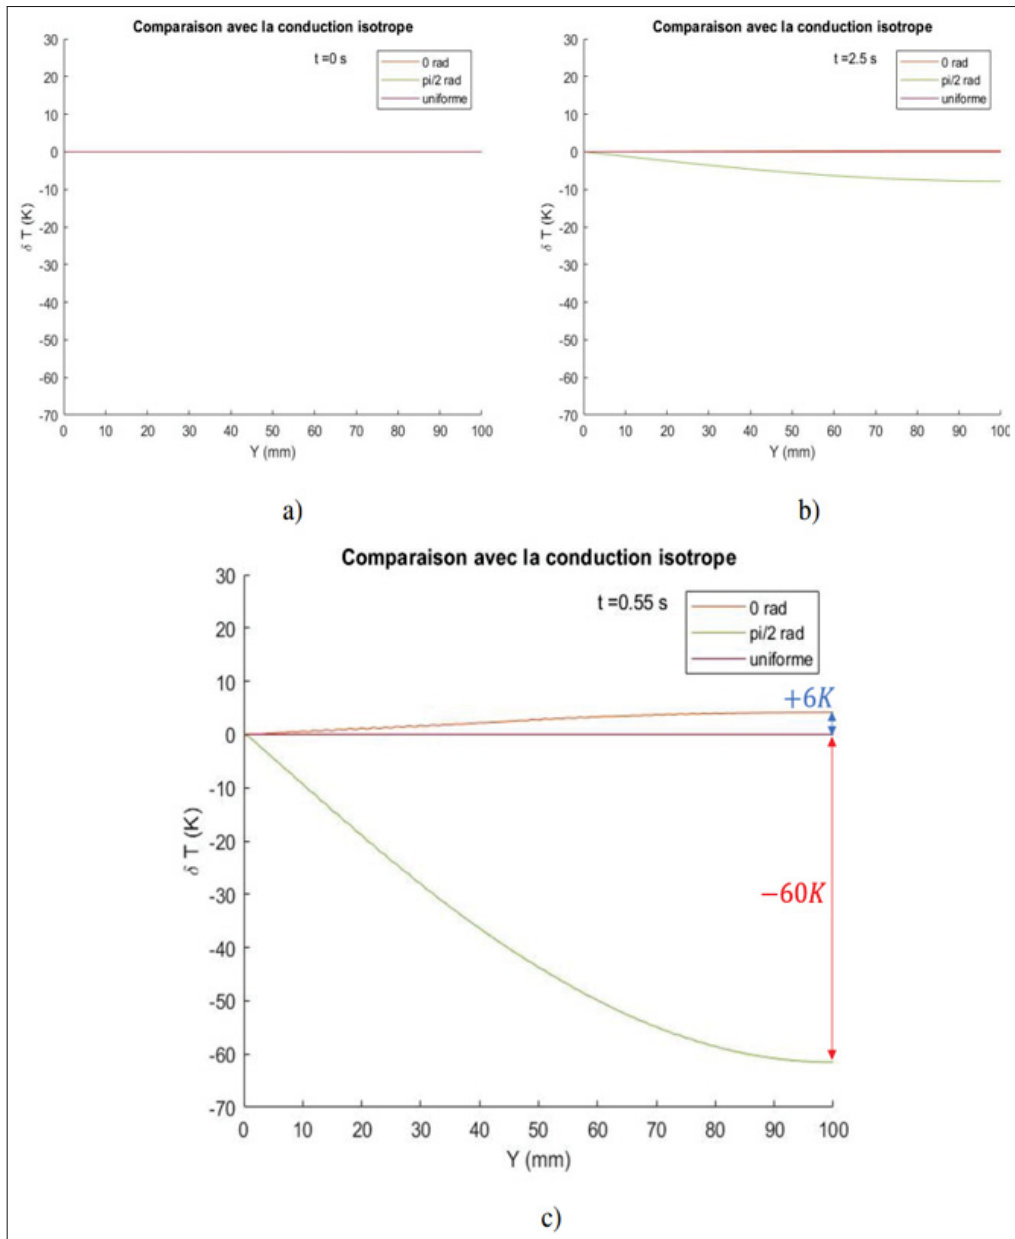 Comparaison avec la conduction isotrope
t =0 s
0 rad
pi/2 rad
uniforme
30
20
10
0
-10
-20
-30
-40
-50
-60
-70
δ T (K)
0 10 20 30 40 50 60 70 80 90 100
Y (mm)
a)
Comparaison avec la conduction isotrope
t =2.5 s
0 rad
pi/2 rad
uniforme
30
20
10
0
-10
-20
-30
-40
-50
-60
-70
δ T (K)
0 10 20 30 40 50 60 70 80 90 100
Y (mm)
b)
Comparaison avec la conduction isotrope
t =0.55 s
0 rad
pi/2 rad
uniforme
+6K
-60K
30
20
10
0
-10
-20
-30
-40
-50
-60
-70
δ T (K)
0 10 20 30 40 50 60 70 80 90 100
Y (mm)
c)